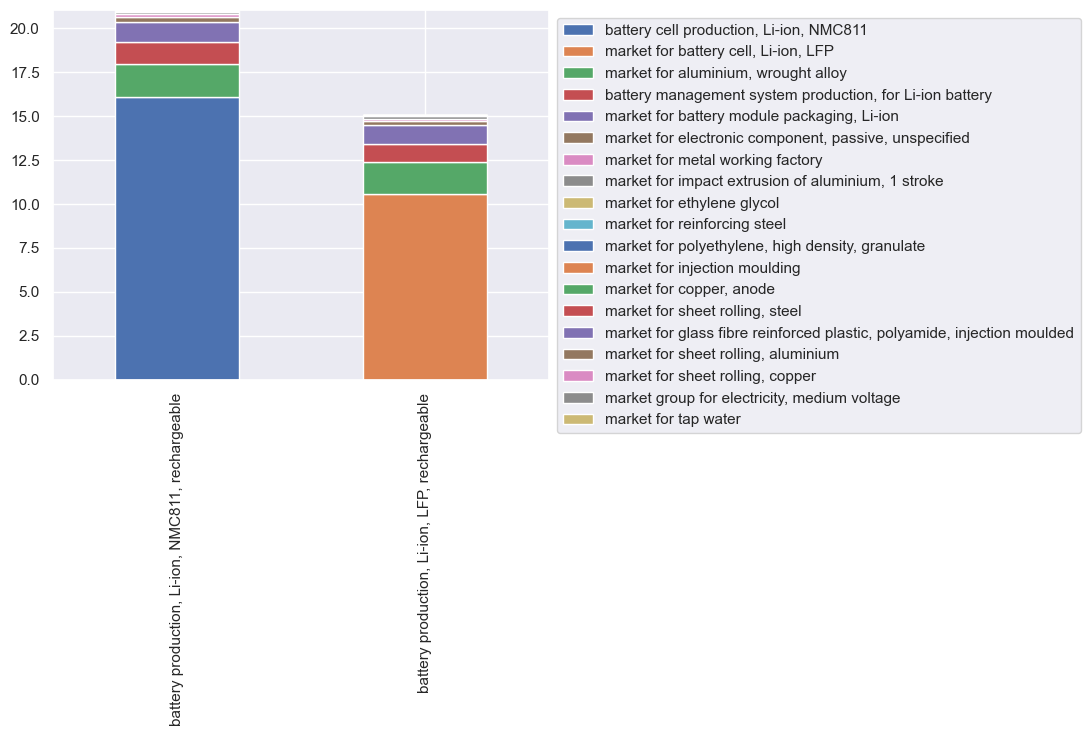 20.0
17.5
15.0
12.5
10.0
7.5
5.0
2.5
0.0
battery production, Li-ion, NMC811, rechargeable
battery production, Li-ion, LFP, rechargeable
battery cell production, Li-ion, NMC811
market for battery cell, Li-ion, LFP
market for aluminium, wrought alloy
battery management system production, for Li-ion battery
market for battery module packaging, Li-ion
market for electronic component, passive, unspecified
market for metal working factory
market for impact extrusion of aluminium, 1 stroke
market for ethylene glycol
market for reinforcing steel
market for polyethylene, high density, granulate
market for injection moulding
market for copper, anode
market for sheet rolling, steel
market for glass fibre reinforced plastic, polyamide, injection moulded
market for sheet rolling, aluminium
market for sheet rolling, copper
market group for electricity, medium voltage
market for tap water